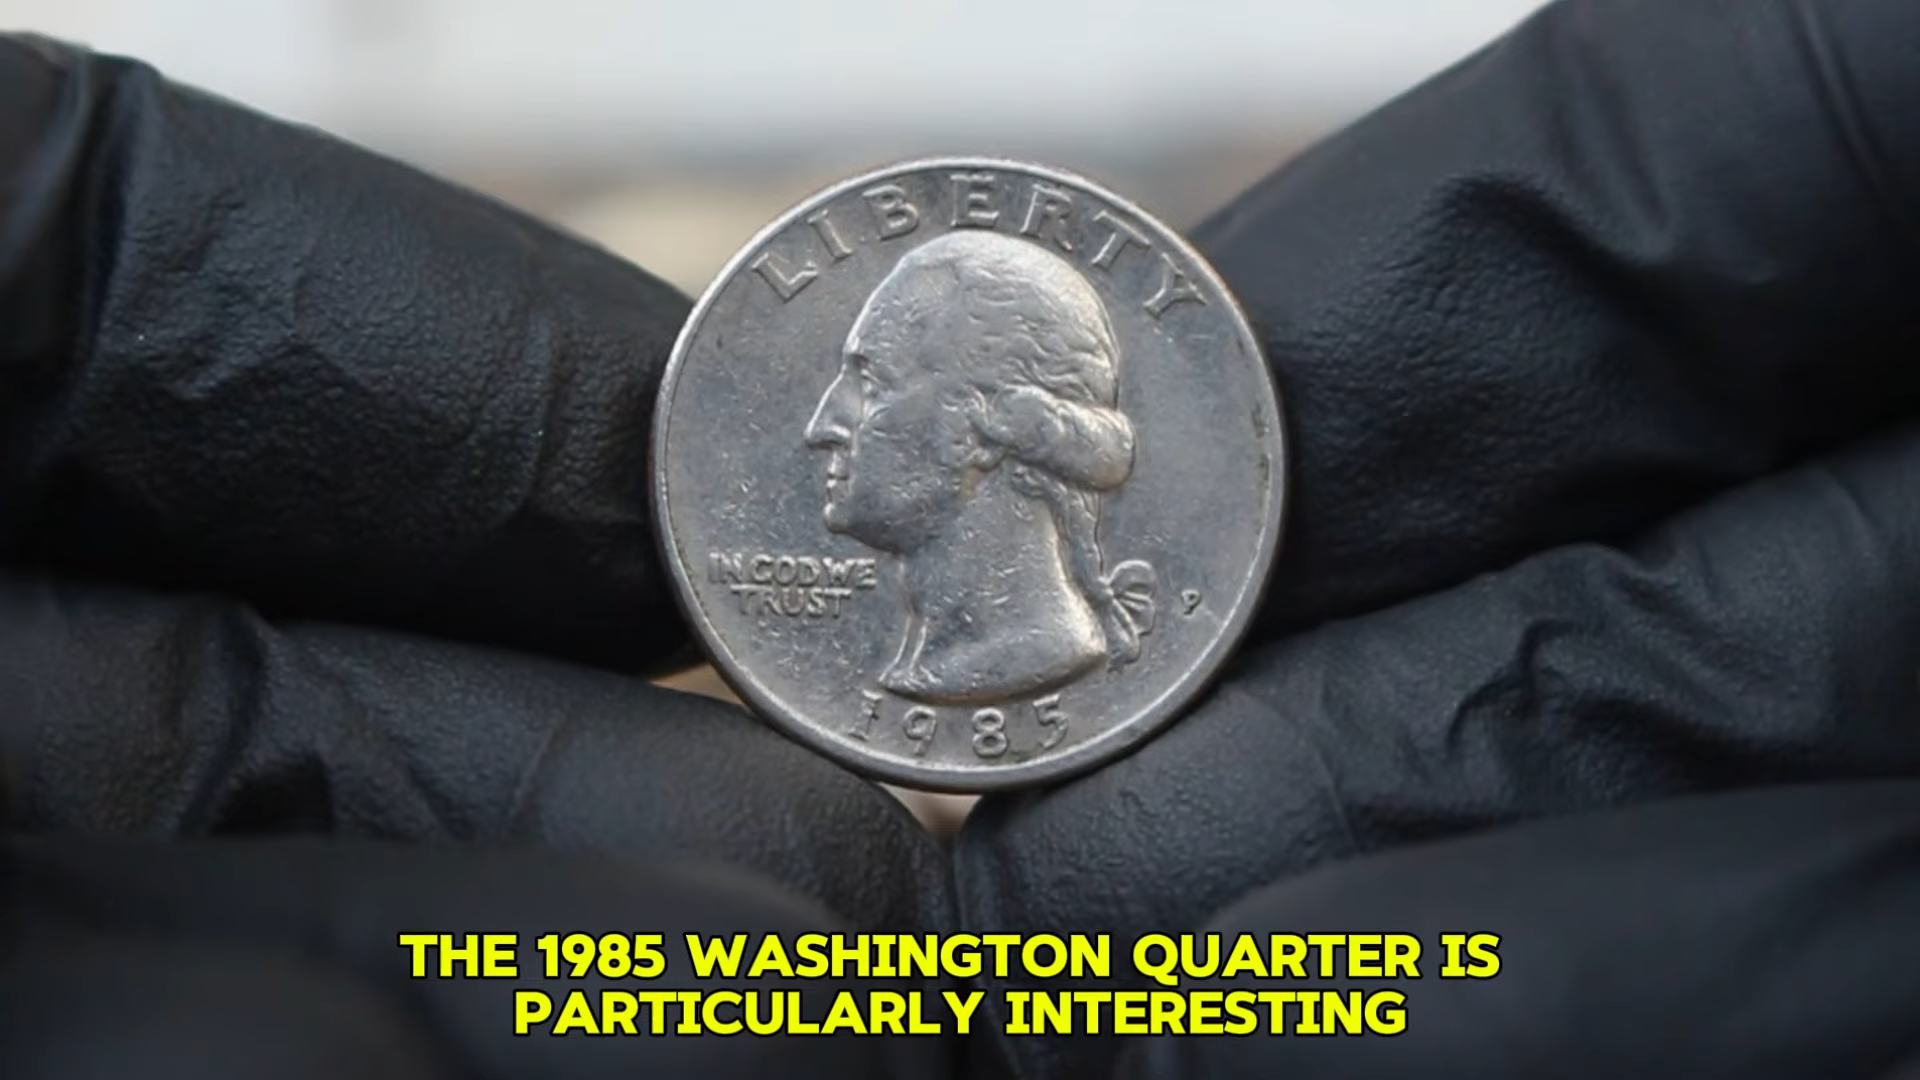 LIBERTY
IN GOD WE
TRUST
P
1985
THE 1985 WASHINGTON QUARTER IS
PARTICULARLY INTERESTING